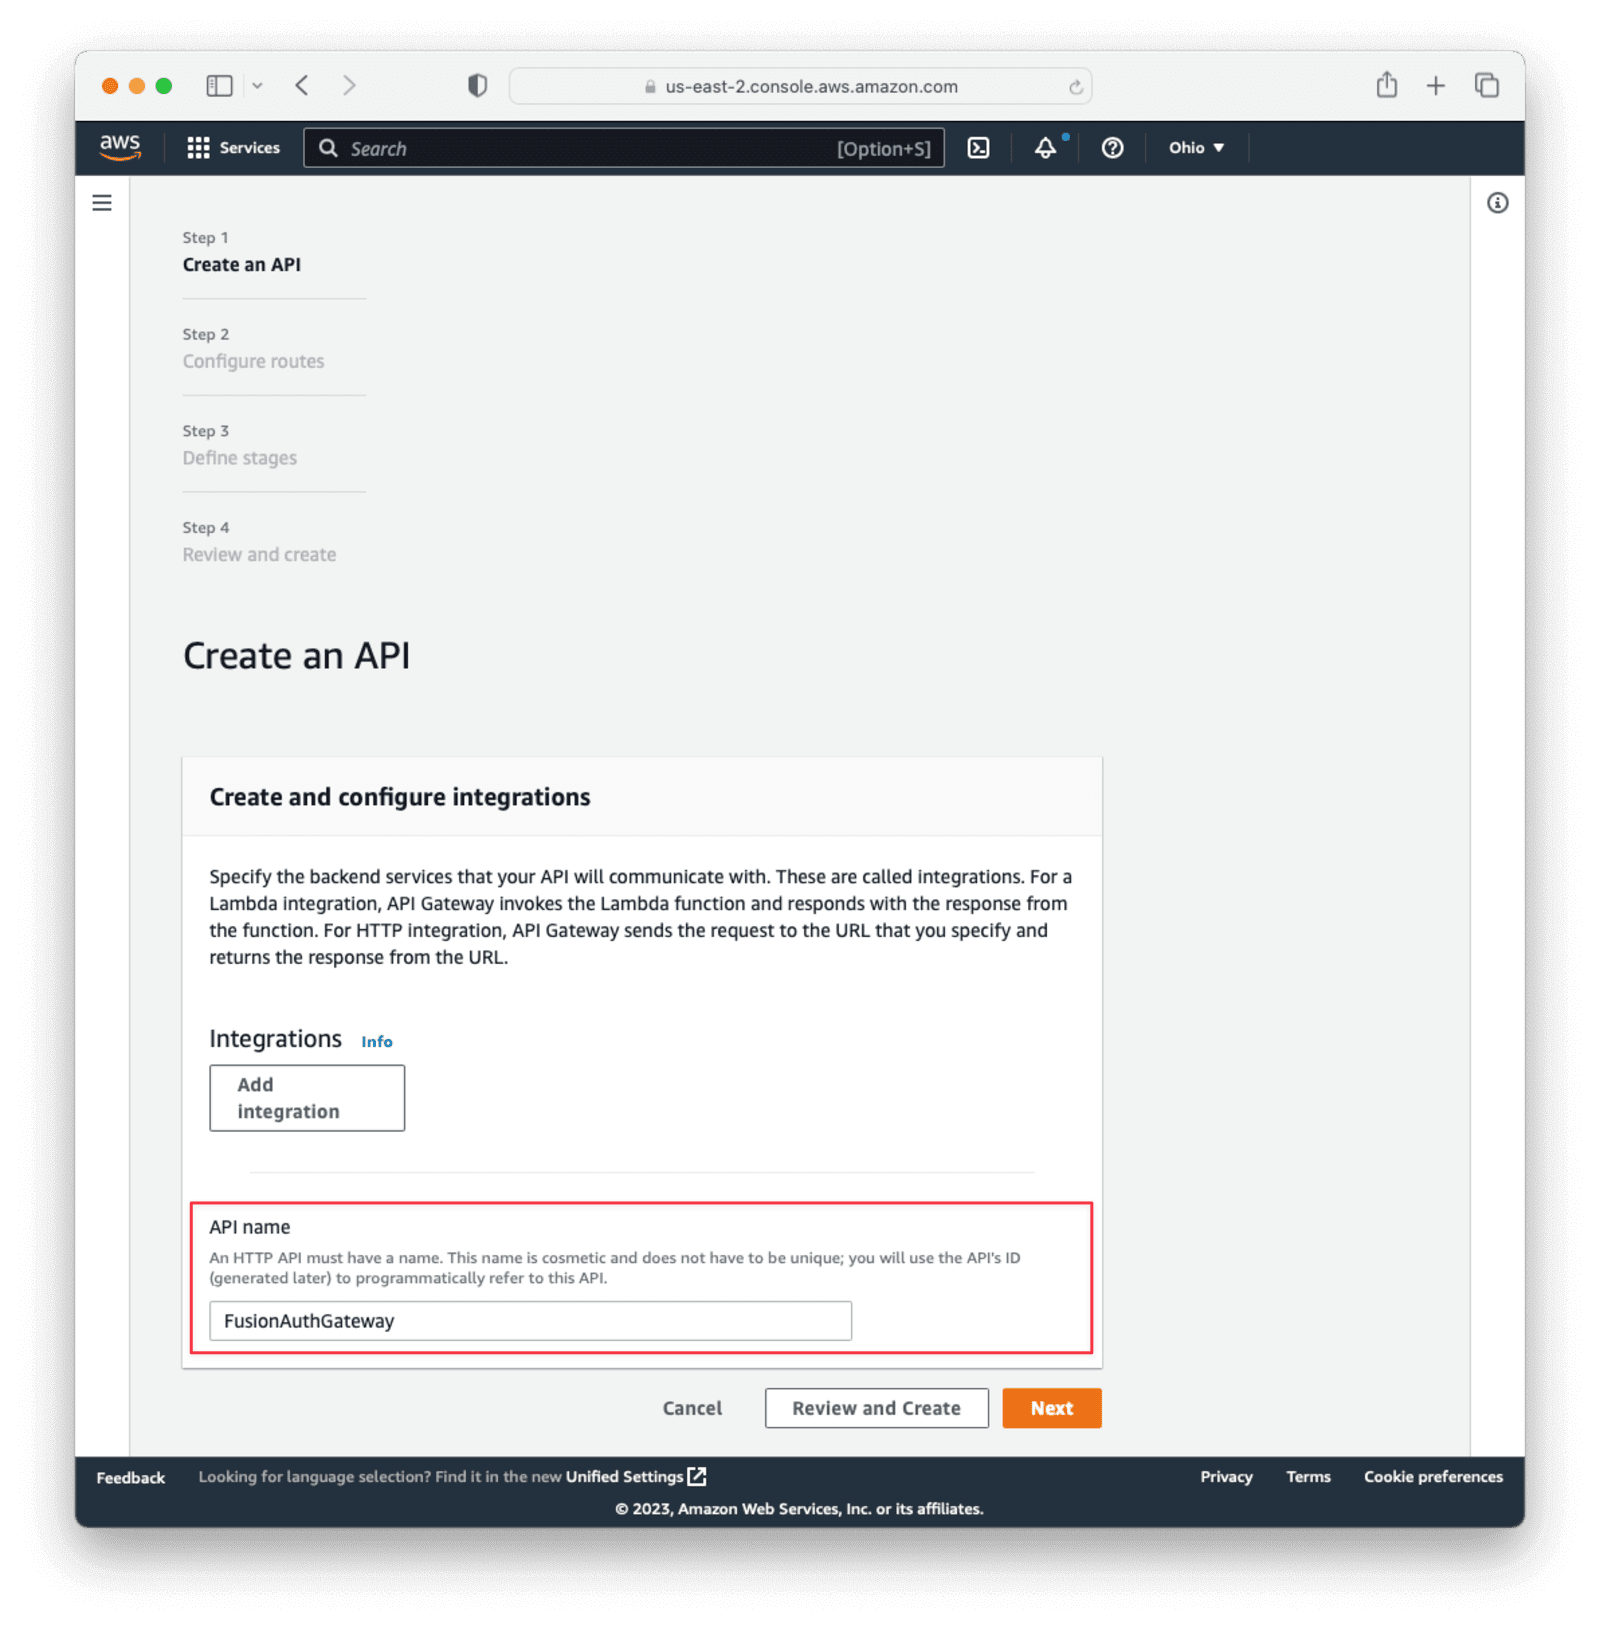 us-east-2.console.aws.amazon.com
aws
Services
Search
[Option+S]
Ohio
Step 1
Create an API
Step 2
Configure routes
Step 3
Define stages
Step 4
Review and create
Create an API
Create and configure integrations
Specify the backend services that your API will communicate with. These are called integrations. For a
Lambda integration, API Gateway invokes the Lambda function and responds with the response from
the function. For HTTP integration, API Gateway sends the request to the URL that you specify and
returns the response from the URL.
Integrations Info
Add
integration
API name
An HTTP API must have a name. This name is cosmetic and does not have to be unique; you will use the API's ID
(generated later) to programmatically refer to this API.
FusionAuthGateway
Cancel
Review and Create
Next
Feedback
Looking for language selection? Find it in the new Unified Settings
Privacy
Terms
Cookie preferences
© 2023, Amazon Web Services, Inc. or its affiliates.